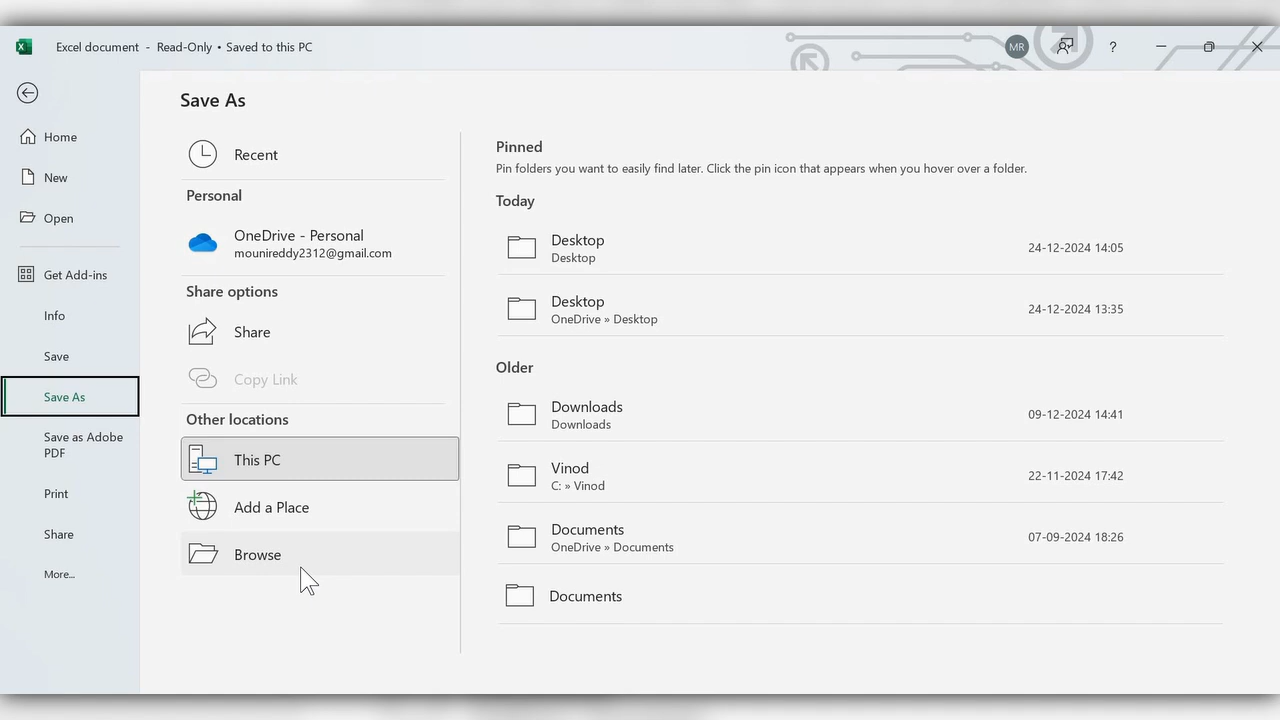 Excel document - Read-Only • Saved to this PC
MR
?
Save As
Home
New
Open
Get Add-ins
Info
Save
Save As
Save as Adobe
PDF
Print
Share
More...
Recent
Personal
OneDrive - Personal
mounireddy2312@gmail.com
Share options
Share
Copy Link
Other locations
This PC
Add a Place
Browse
Pinned
Pin folders you want to easily find later. Click the pin icon that appears when you hover over a folder.
Today
Desktop
Desktop
24-12-2024 14:05
Desktop
OneDrive » Desktop
24-12-2024 13:35
Older
Downloads
Downloads
09-12-2024 14:41
Vinod
C: » Vinod
22-11-2024 17:42
Documents
OneDrive » Documents
07-09-2024 18:26
Documents